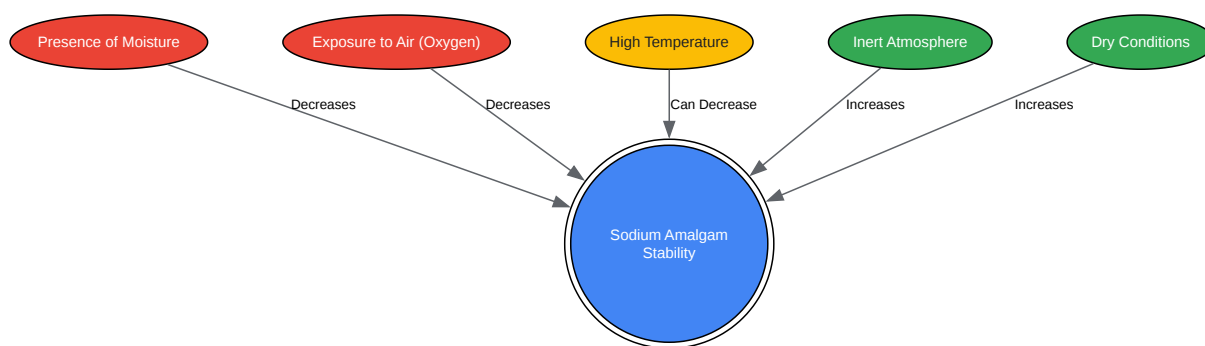 Presence of Moisture
Exposure to Air (Oxygen)
High Temperature
Inert Atmosphere
Dry Conditions
Decreases
Decreases
Can Decrease
Increases
Increases
Sodium Amalgam
Stability